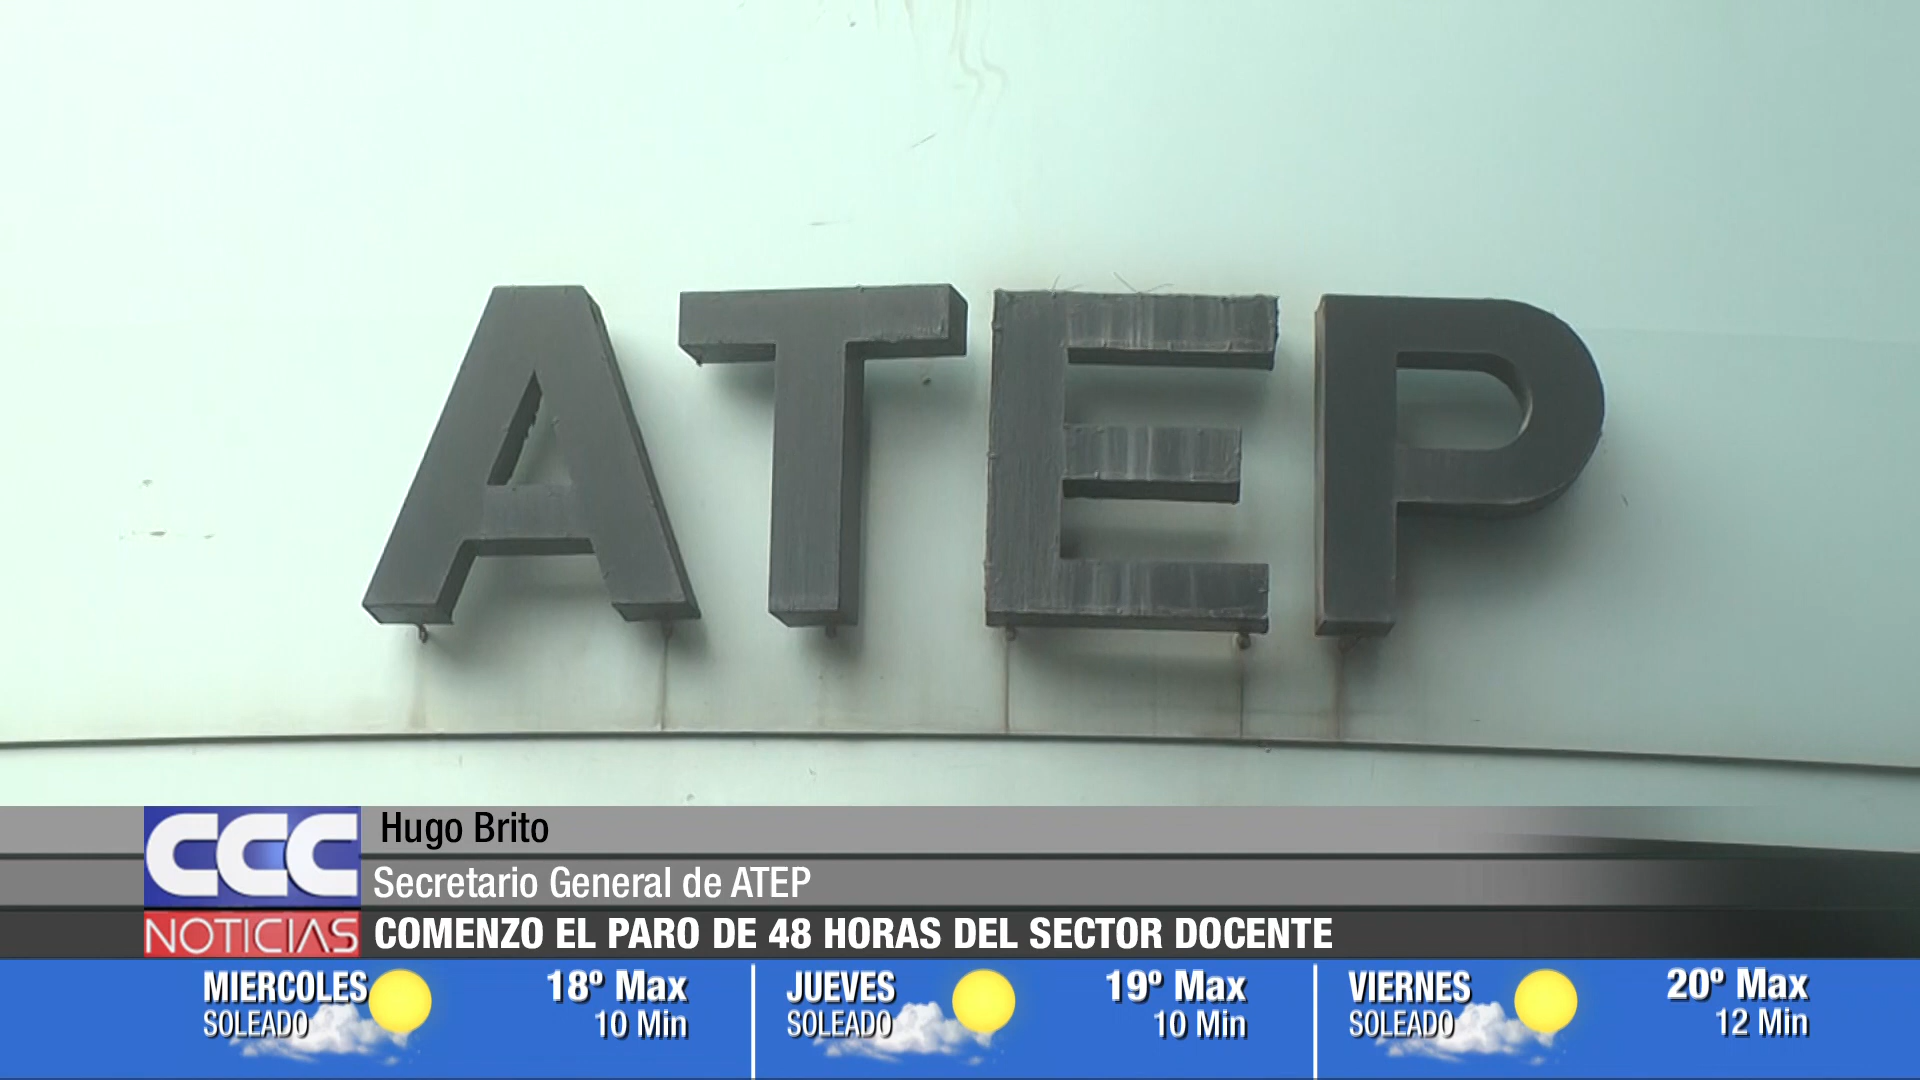 ATEP
CCC
NOTICIAS
Hugo Brito
Secretario General de ATEP
COMENZO EL PARO DE 48 HORAS DEL SECTOR DOCENTE
MIERCOLES
SOLEADO
18º Max
10 Min
JUEVES
SOLEADO
19º Max
10 Min
VIERNES
SOLEADO
20º Max
12 Min